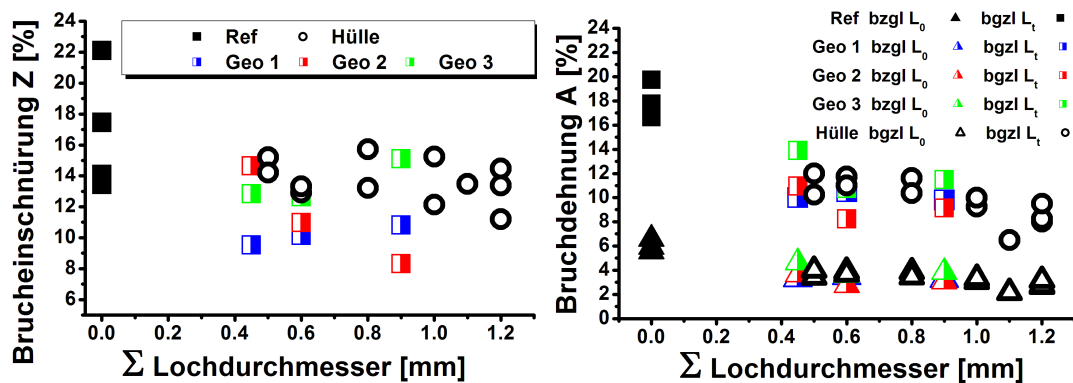 Brucheinschnürung Z [%]
24
22
20
18
16
14
12
10
8
6
Ref Hülle
Geo 1 Geo 2 Geo 3
0.0 0.2 0.4 0.6 0.8 1.0 1.2
Σ Lochdurchmesser [mm]
Bruchdehnung A [%]
24
22
20
18
16
14
12
10
8
6
4
2
0
Ref bzgl L0 bgzl Lt
Geo 1 bzgl L0 bgzl Lt
Geo 2 bzgl L0 bgzl Lt
Geo 3 bzgl L0 bgzl Lt
Hülle bgzl L0 bgzl Lt
0.0 0.2 0.4 0.6 0.8 1.0 1.2
Σ Lochdurchmesser [mm]